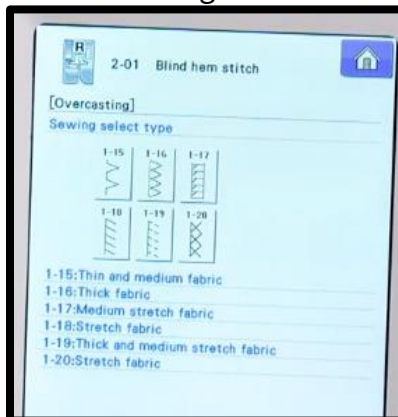 R
2-01 Blind hem stitch
[Overcasting]
Sewing select type
1-15 1-16 1-17
1-18 1-19 1-20
1-15:Thin and medium fabric
1-16:Thick fabric
1-17:Medium stretch fabric
1-18:Stretch fabric
1-19:Thick and medium stretch fabric
1-20:Stretch fabric